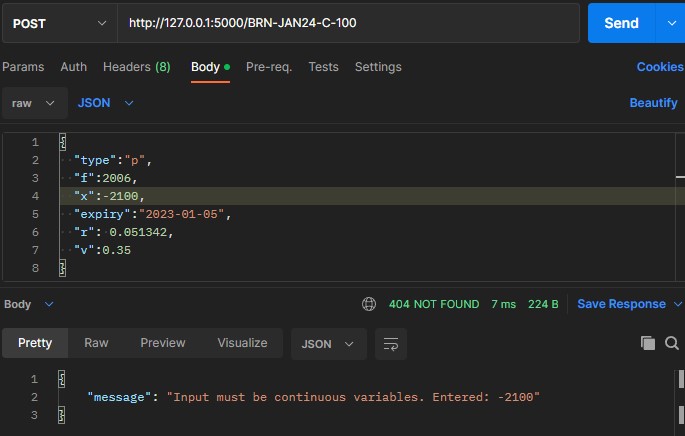 POST http://127.0.0.1:5000/BRN-JAN24-C-100 Send
Params Auth Headers (8) Body Pre-req. Tests Settings Cookies
raw JSON Beautify
1 {
2 "type":"p",
3 "f":2006,
4 "x":-2100,
5 "expiry":"2023-01-05",
6 "r": 0.051342,
7 "v":0.35
8 }
Body 404 NOT FOUND 7 ms 224 B Save Response
Pretty Raw Preview Visualize JSON
1 {
2 "message": "Input must be continuous variables. Entered: -2100"
3 }